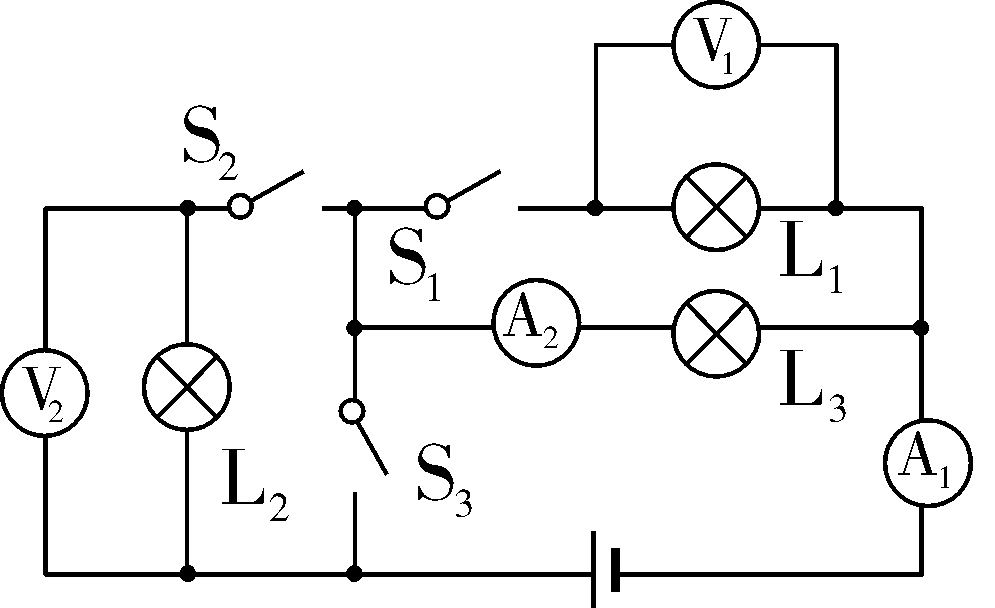 V₁
S₂
S₁
L₁
A₂
L₃
V₂
L₂
S₃
A₁